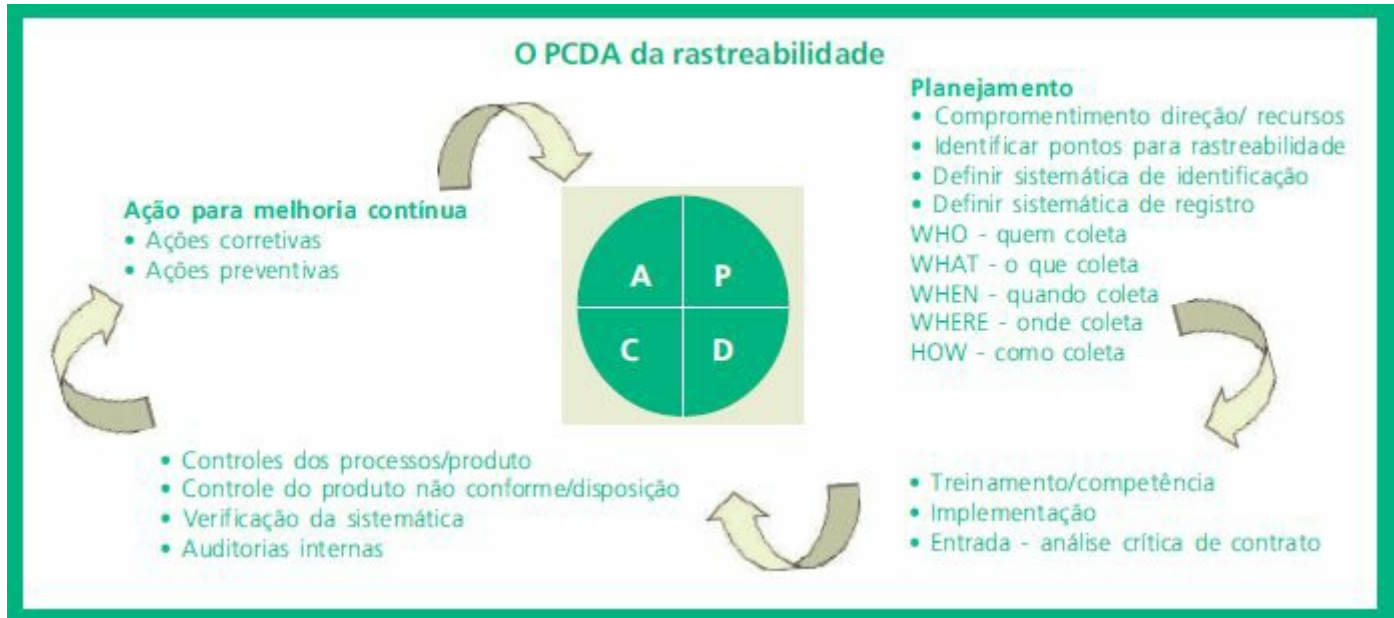 O PCDA da rastreabilidade
Planejamento
• Compromentimento direção/ recursos
• Identificar pontos para rastreabilidade
• Definir sistemática de identificação
• Definir sistemática de registro
WHO - quem coleta
WHAT - o que coleta
WHEN - quando coleta
WHERE - onde coleta
HOW - como coleta
Ação para melhoria contínua
• Ações corretivas
• Ações preventivas
A P
C D
• Controles dos processos/produto
• Controle do produto não conforme/disposição
• Verificação da sistemática
• Auditorias internas
• Treinamento/competência
• Implementação
• Entrada - análise crítica de contrato